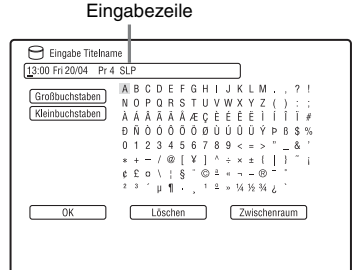 Eingabezeile
Eingabe Titelname
13:00 Fri 20/04 Pr 4 SLP
Großbuchstaben
Kleinbuchstaben
A B C D E F G H I J K L M . , ? !
N O P Q R S T U V W X Y Z ( ) : ;
À Á Â Ã Ä Å Æ Ç È É Ê Ë Ì Í Î Ï #
Ð Ñ Ò Ó Ô Õ Ö Ø Ù Ú Û Ü Ý Þ ß $ %
0 1 2 3 4 5 6 7 8 9 < = > " _ & '
* + – / @ [ ¥ ] ^ ÷ × ± { | } ~ ¡
¢ £ ¤ \ ¦ § ¨ © ª « ¬ – ® ¯ °
² ³ ´ µ ¶ · ¸ ¹ º » ¼ ½ ¾ ¿ `
OK
Löschen
Zwischenraum